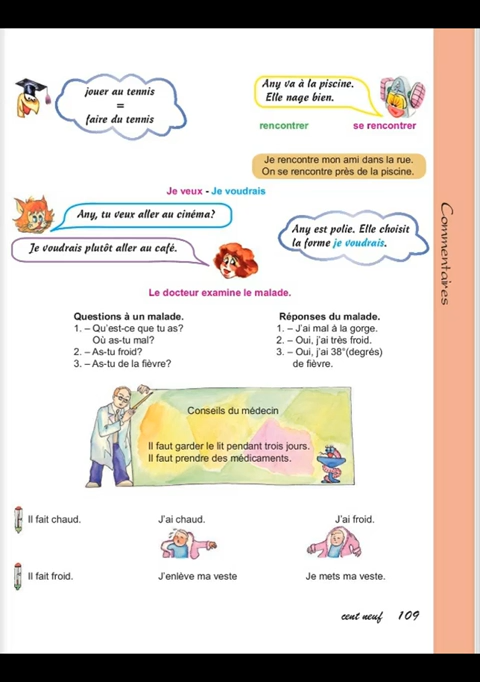 jouer au tennis
=
faire du tennis
Any va à la piscine.
Elle nage bien.
rencontrer se rencontrer
Je rencontre mon ami dans la rue.
On se rencontre près de la piscine.
Je veux - Je voudrais
Any, tu veux aller au cinéma?
Je voudrais plutôt aller au café.
Any est polie. Elle choisit
la forme je voudrais.
Commentaires
Le docteur examine le malade.
Questions à un malade.
1. – Qu'est-ce que tu as?
Où as-tu mal?
2. – As-tu froid?
3. – As-tu de la fièvre?
Réponses du malade.
1. – J'ai mal à la gorge.
2. – Oui, j'ai très froid.
3. – Oui, j'ai 38°(degrés)
de fièvre.
Conseils du médecin
Il faut garder le lit pendant trois jours.
Il faut prendre des médicaments.
Il fait chaud. J'ai chaud. J'ai froid.
Il fait froid. J'enlève ma veste Je mets ma veste.
cent neuf 109